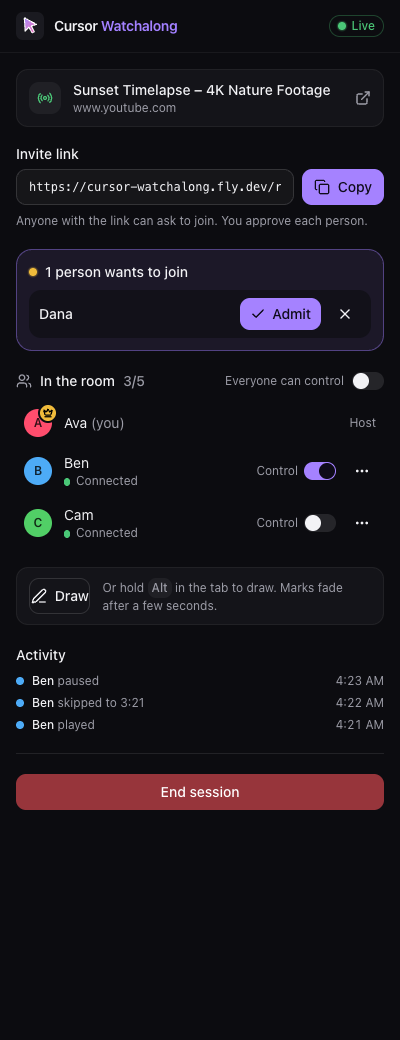 Cursor Watchalong
Live
Sunset Timelapse – 4K Nature Footage
www.youtube.com
Invite link
https://cursor-watchalong.fly.dev/r
Copy
Anyone with the link can ask to join. You approve each person.
1 person wants to join
Dana
Admit
In the room 3/5
Everyone can control
A
Ava (you)
Host
B
Ben
Connected
Control
C
Cam
Connected
Control
Draw
Or hold Alt in the tab to draw. Marks fade
after a few seconds.
Activity
Ben paused
4:23 AM
Ben skipped to 3:21
4:22 AM
Ben played
4:21 AM
End session